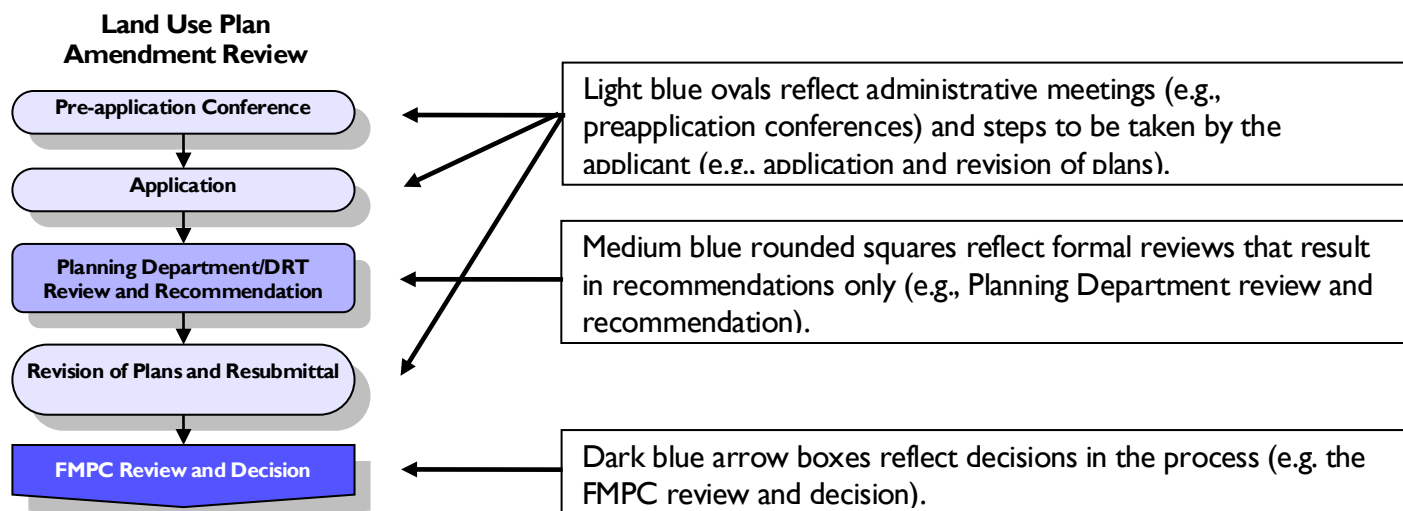 Land Use Plan
Amendment Review
Pre-application Conference
Application
Planning Department/DRT
Review and Recommendation
Revision of Plans and Resubmittal
FMPC Review and Decision
Light blue ovals reflect administrative meetings (e.g.,
preapplication conferences) and steps to be taken by the
applicant (e.g., application and revision of plans).
Medium blue rounded squares reflect formal reviews that result
in recommendations only (e.g., Planning Department review and
recommendation).
Dark blue arrow boxes reflect decisions in the process (e.g. the
FMPC review and decision).